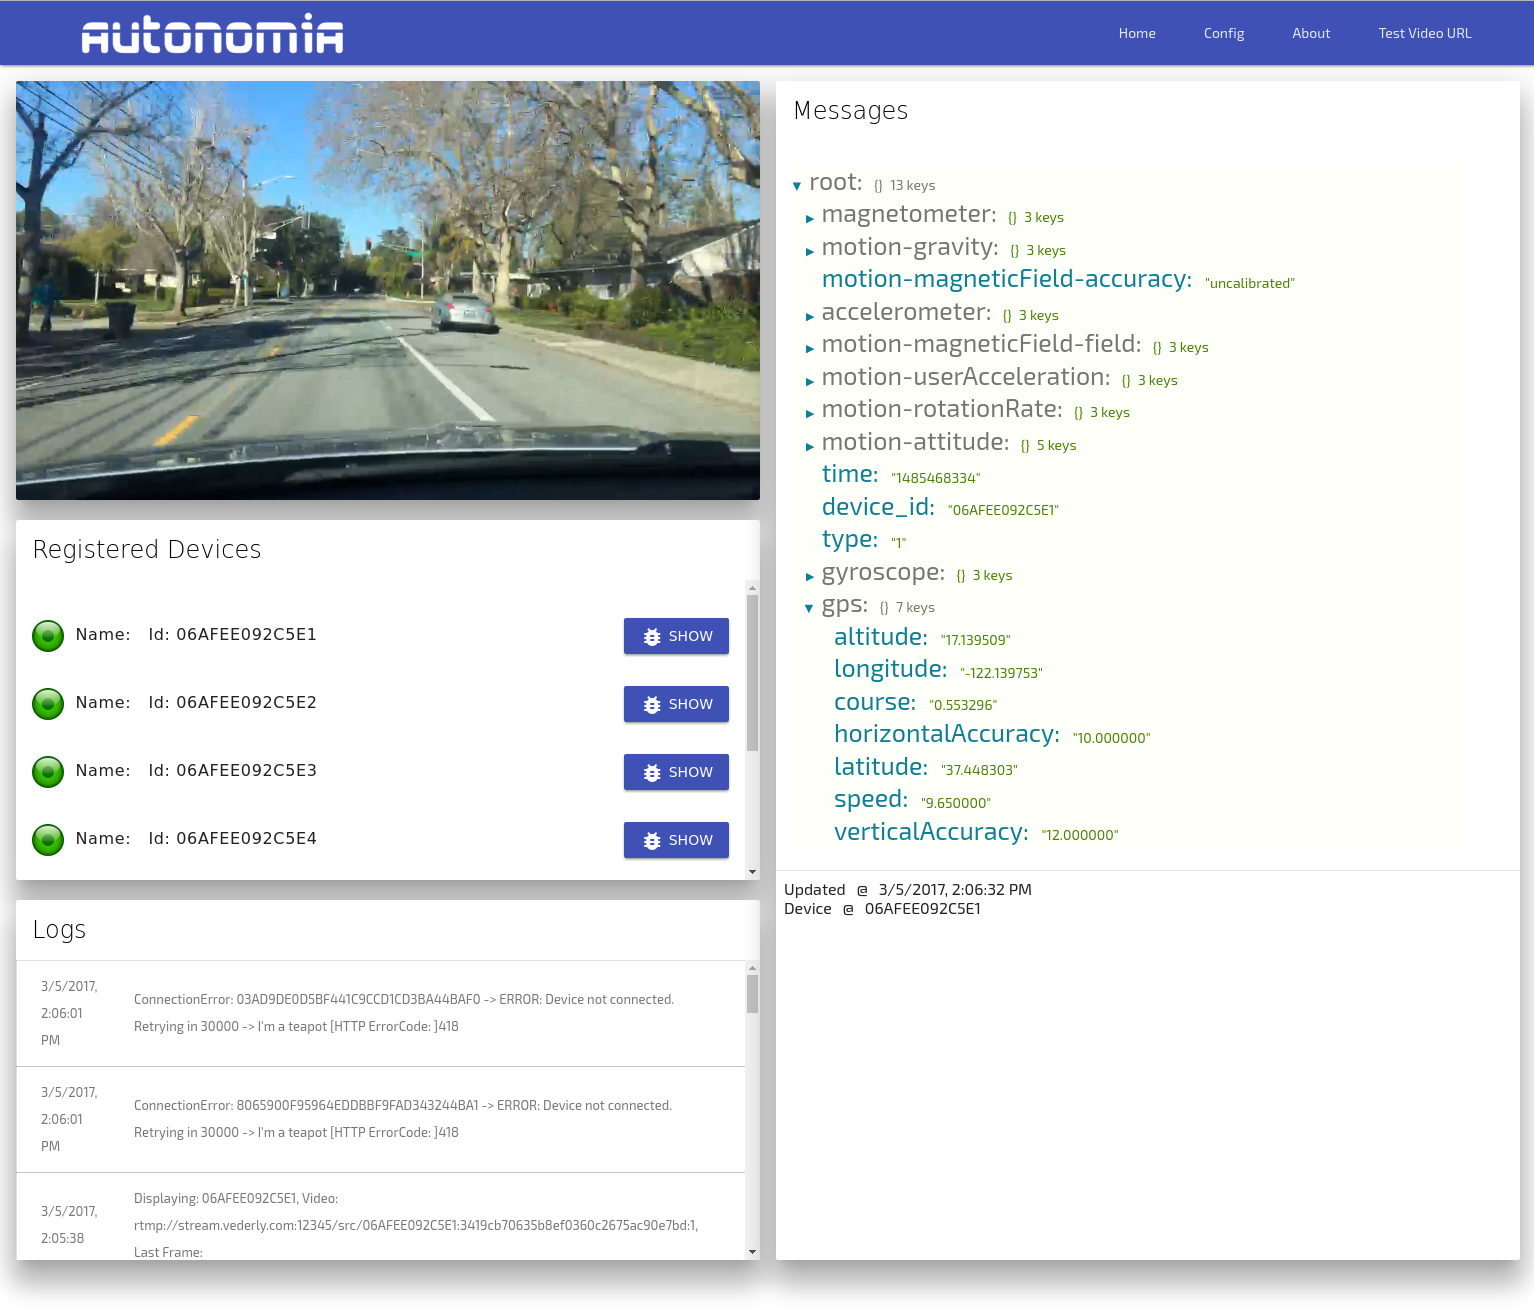 autonomia
Home Config About Test Video URL
Registered Devices
Name: Id: 06AFEE092C5E1 SHOW
Name: Id: 06AFEE092C5E2 SHOW
Name: Id: 06AFEE092C5E3 SHOW
Name: Id: 06AFEE092C5E4 SHOW
Logs
3/5/2017,
2:06:01
PM
ConnectionError: 03AD9DE0D5BF441C9CCD1CD3BA44BAF0 -> ERROR: Device not connected.
Retrying in 30000 -> I'm a teapot [HTTP ErrorCode: ]418
3/5/2017,
2:06:01
PM
ConnectionError: 8065900F95964EDDBBF9FAD343244BA1 -> ERROR: Device not connected.
Retrying in 30000 -> I'm a teapot [HTTP ErrorCode: ]418
3/5/2017,
2:05:38
Displaying: 06AFEE092C5E1, Video:
rtmp://stream.vederly.com:12345/src/06AFEE092C5E1:3419cb70635b8ef0360c2675ac90e7bd:1,
Last Frame:
Messages
root: {} 13 keys
magnetometer: {} 3 keys
motion-gravity: {} 3 keys
motion-magneticField-accuracy: "uncalibrated"
accelerometer: {} 3 keys
motion-magneticField-field: {} 3 keys
motion-userAcceleration: {} 3 keys
motion-rotationRate: {} 3 keys
motion-attitude: {} 5 keys
time: "1485468334"
device_id: "06AFEE092C5E1"
type: "1"
gyroscope: {} 3 keys
gps: {} 7 keys
altitude: "17.139509"
longitude: "-122.139753"
course: "0.553296"
horizontalAccuracy: "10.000000"
latitude: "37.448303"
speed: "9.650000"
verticalAccuracy: "12.000000"
Updated @ 3/5/2017, 2:06:32 PM
Device @ 06AFEE092C5E1